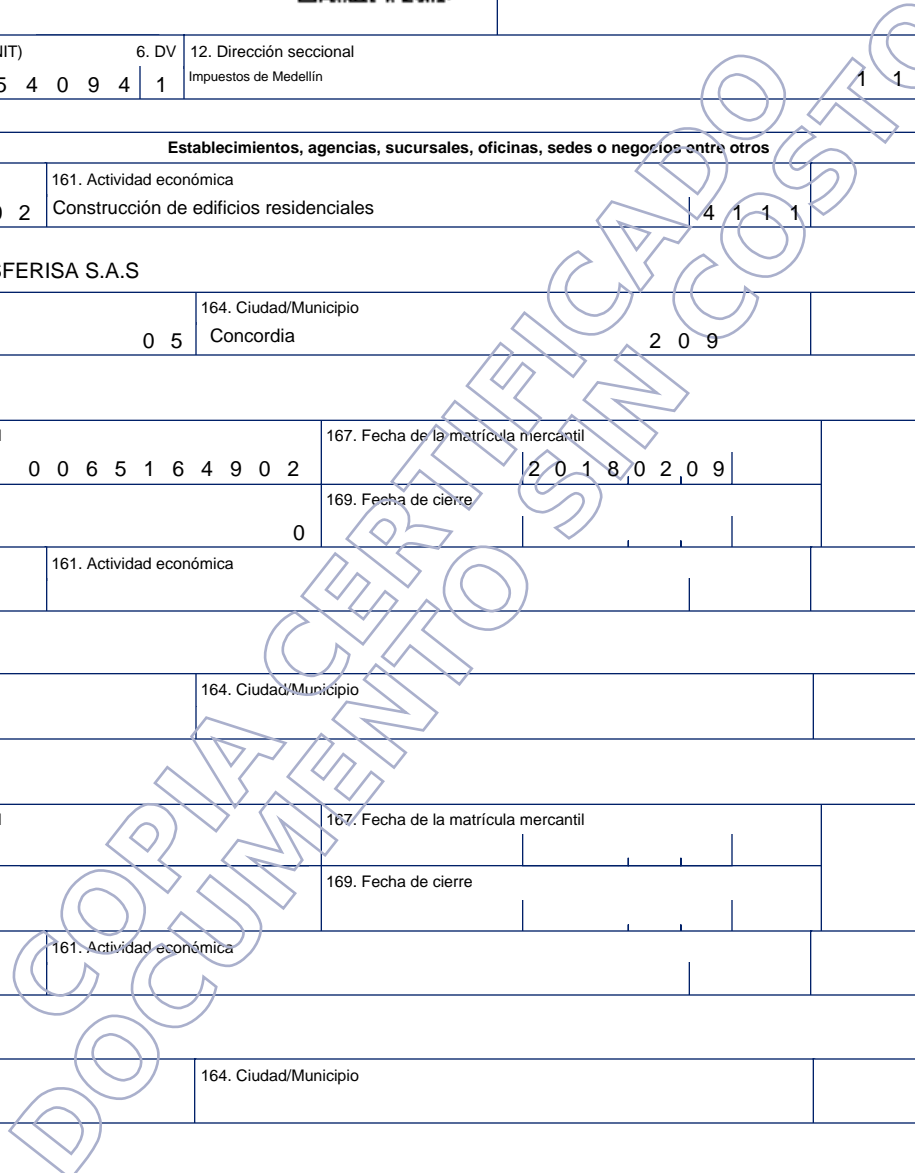 NIT) 6. DV 12. Dirección seccional
5 4 0 9 4 1 Impuestos de Medellín 1 1
Establecimientos, agencias, sucursales, oficinas, sedes o negocios entre otros
161. Actividad económica
2 Construcción de edificios residenciales 4 1 1 1
SFERISA S.A.S
164. Ciudad/Municipio
0 5 Concordia 2 0 9
167. Fecha de la matrícula mercantil
0 0 6 5 1 6 4 9 0 2 2 0 1 8 0 2 0 9
169. Fecha de cierre
0
161. Actividad económica
164. Ciudad/Municipio
167. Fecha de la matrícula mercantil
169. Fecha de cierre
161. Actividad económica
164. Ciudad/Municipio
COPIA CERTIFICADO
DOCUMENTO SIN COSTO